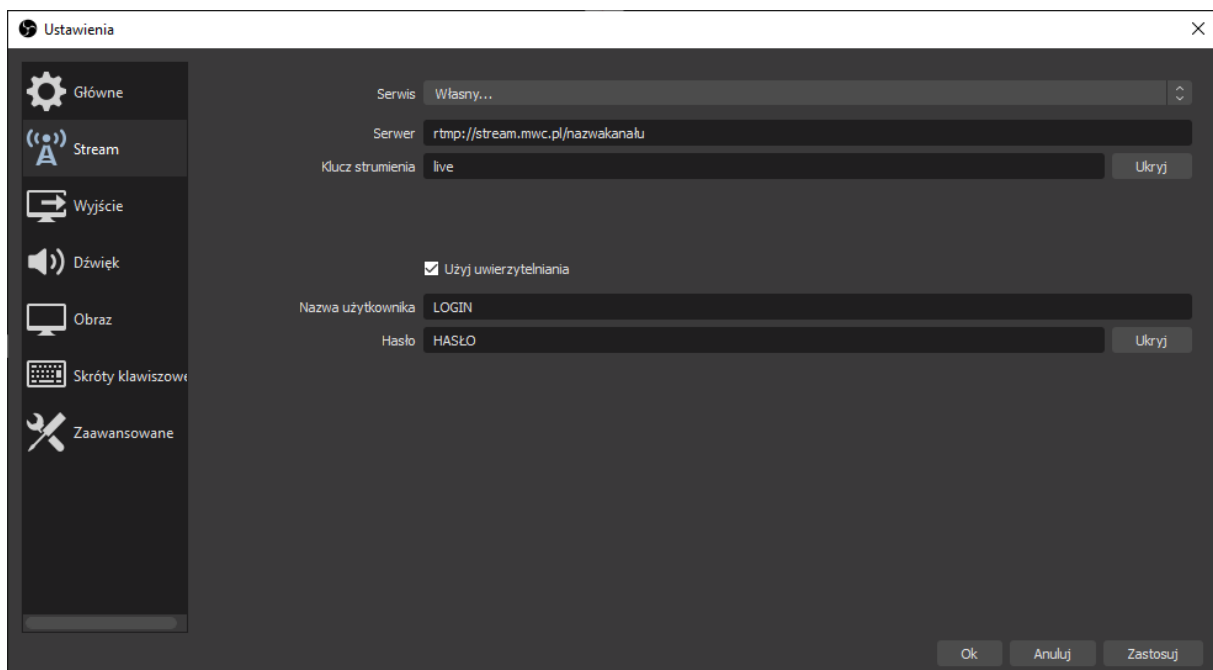 Ustawienia
Główne
Stream
Wyjście
Dźwięk
Obraz
Skróty klawiszowe
Zaawansowane
Serwis Własny...
Serwer rtmp://stream.mwc.pl/nazwakanału
Klucz strumienia live Ukryj
Użyj uwierzytelniania
Nazwa użytkownika LOGIN
Hasło HASŁO Ukryj
Ok Anuluj Zastosuj